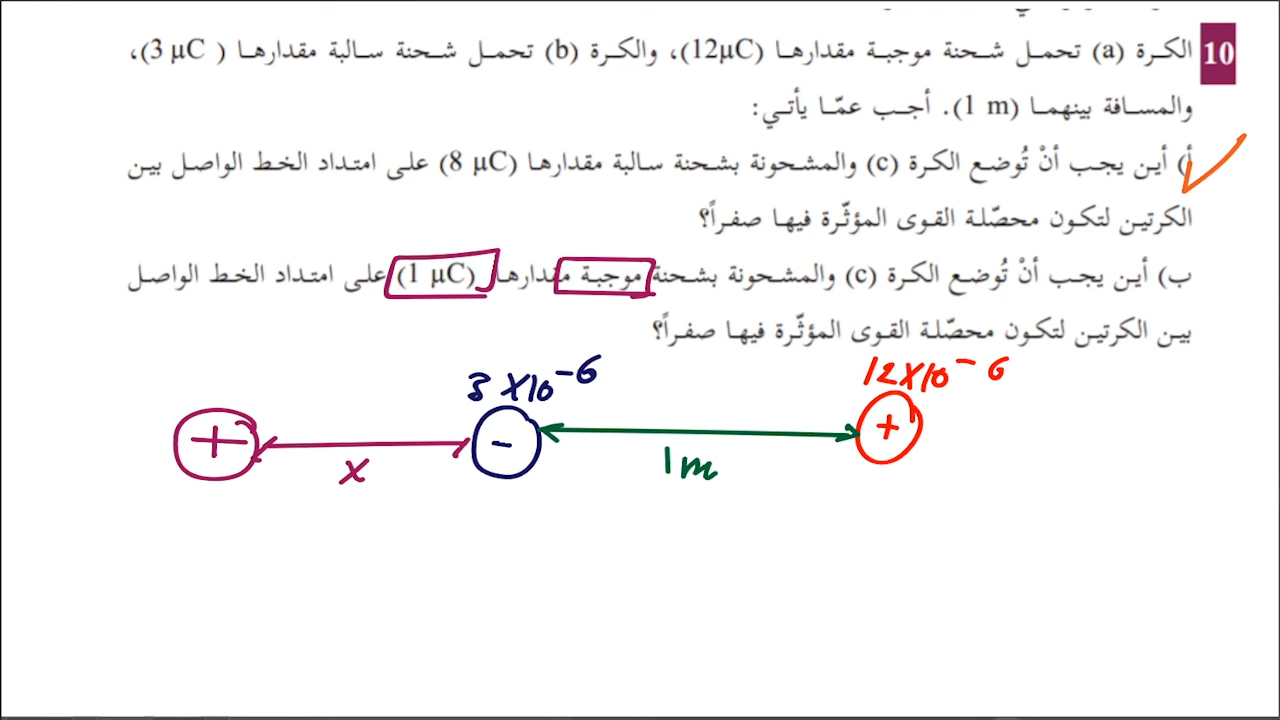 10
الكرة (a) تحمل شحنة موجبة مقدارها (12μC)، والكرة (b) تحمل شحنة سالبة مقدارها (3 μC)،
والمسافة بينهما (1 m). أجب عمّا يأتي:
أ) أين يجب أنْ تُوضع الكرة (c) والمشحونة بشحنة سالبة مقدارها (8 μC) على امتداد الخط الواصل بين
الكرتين لتكون محصّلة القوى المؤثّرة فيها صفراً؟
ب) أين يجب أنْ تُوضع الكرة (c) والمشحونة بشحنة موجبة مقدارها (1 μC) على امتداد الخط الواصل
بين الكرتين لتكون محصّلة القوى المؤثّرة فيها صفراً؟
3 X10⁻⁶ 12X10⁻⁶
+ - +
x 1m